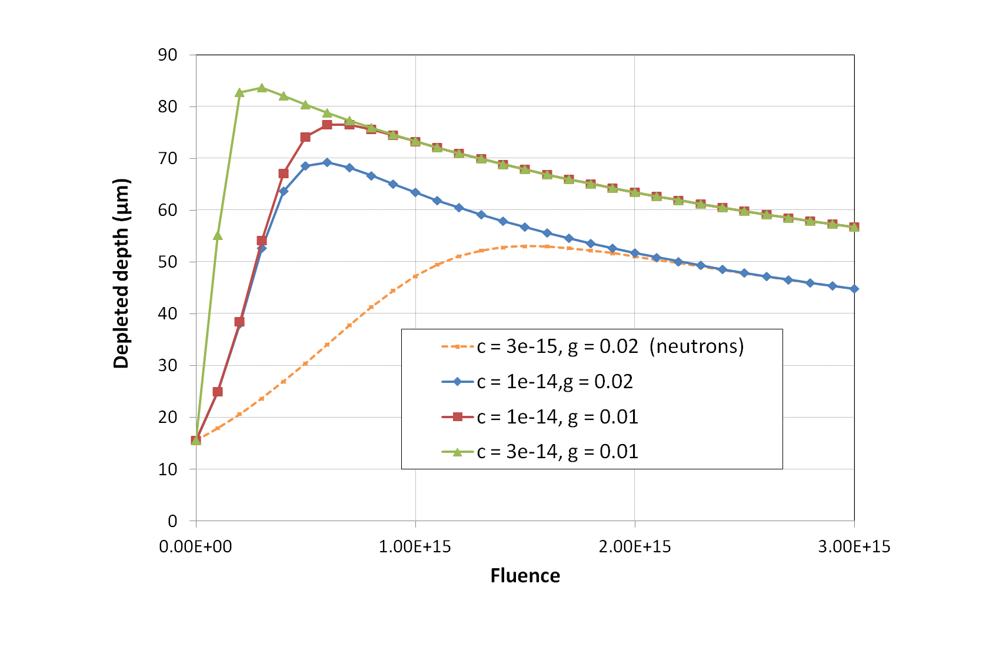 90
80
70
60
50
40
30
20
10
0
Depleted depth (µm)
c = 3e-15, g = 0.02 (neutrons)
c = 1e-14,g = 0.02
c = 1e-14, g = 0.01
c = 3e-14, g = 0.01
0.00E+00 1.00E+15 2.00E+15 3.00E+15
Fluence